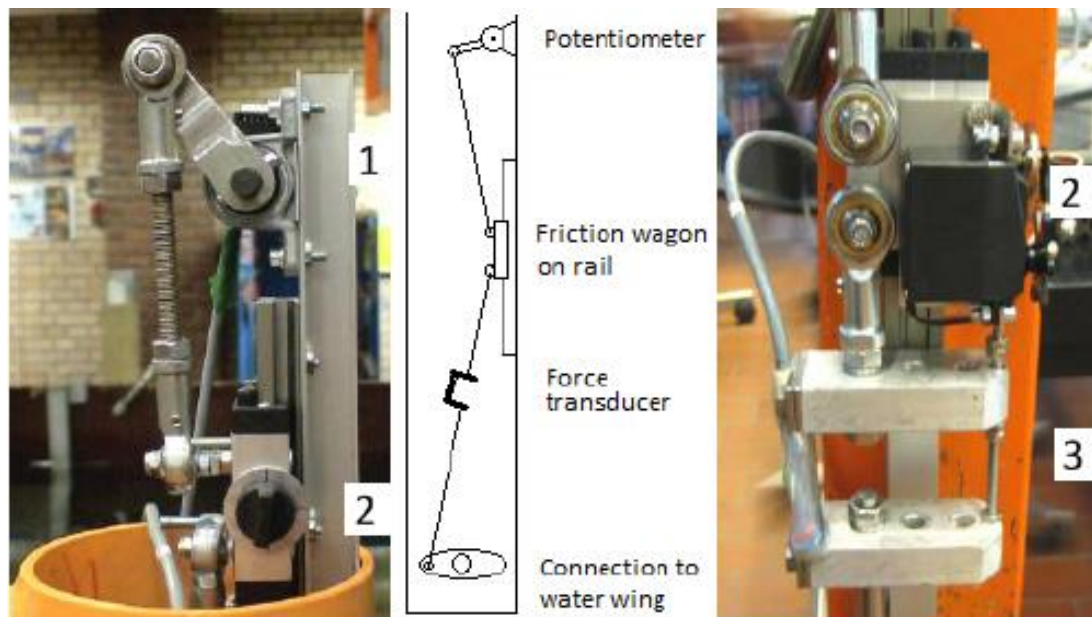 1
2
Potentiometer
Friction wagon
on rail
Force
transducer
Connection to
water wing
2
3